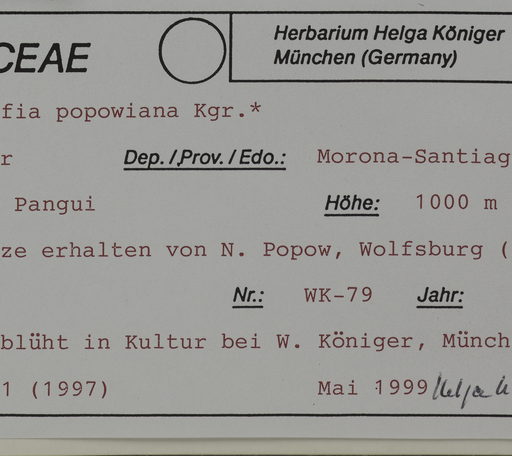 CEAE
Herbarium Helga Königer
München (Germany)
fia popowiana Kgr.*
r Dep. / Prov. / Edo.: Morona-Santiag
Pangui Höhe: 1000 m
ze erhalten von N. Popow, Wolfsburg (
Nr.: WK-79 Jahr:
blüht in Kultur bei W. Königer, Münch
1 (1997) Mai 1999 Helga K